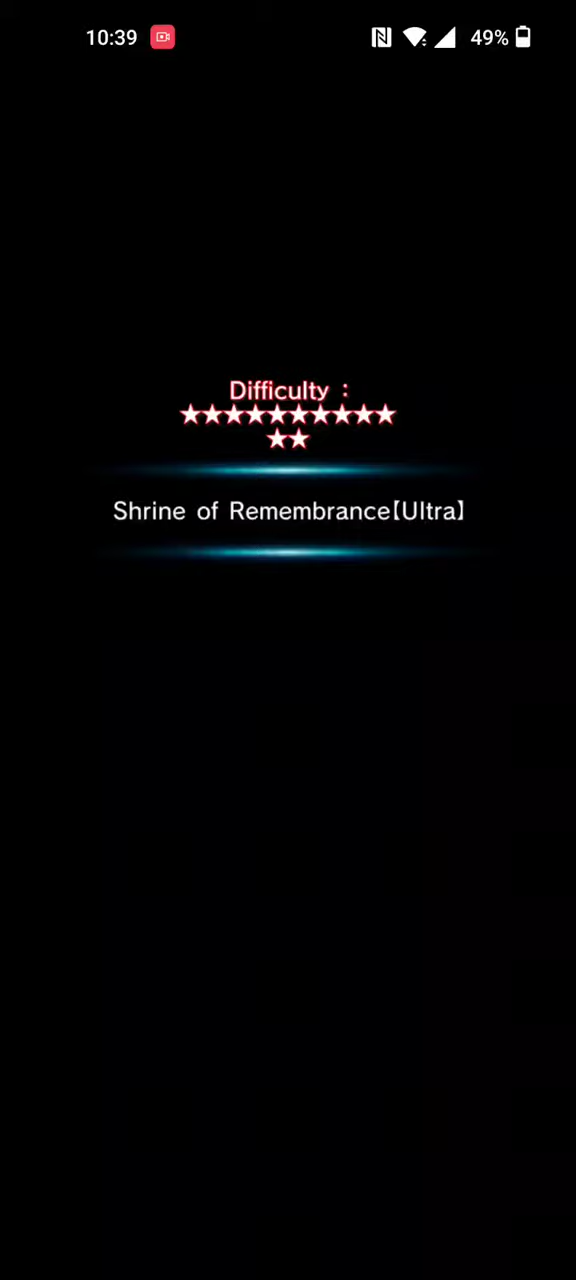 10:39 49%
Difficulty :
★★★★★★★★★★
★★
Shrine of Remembrance【Ultra】